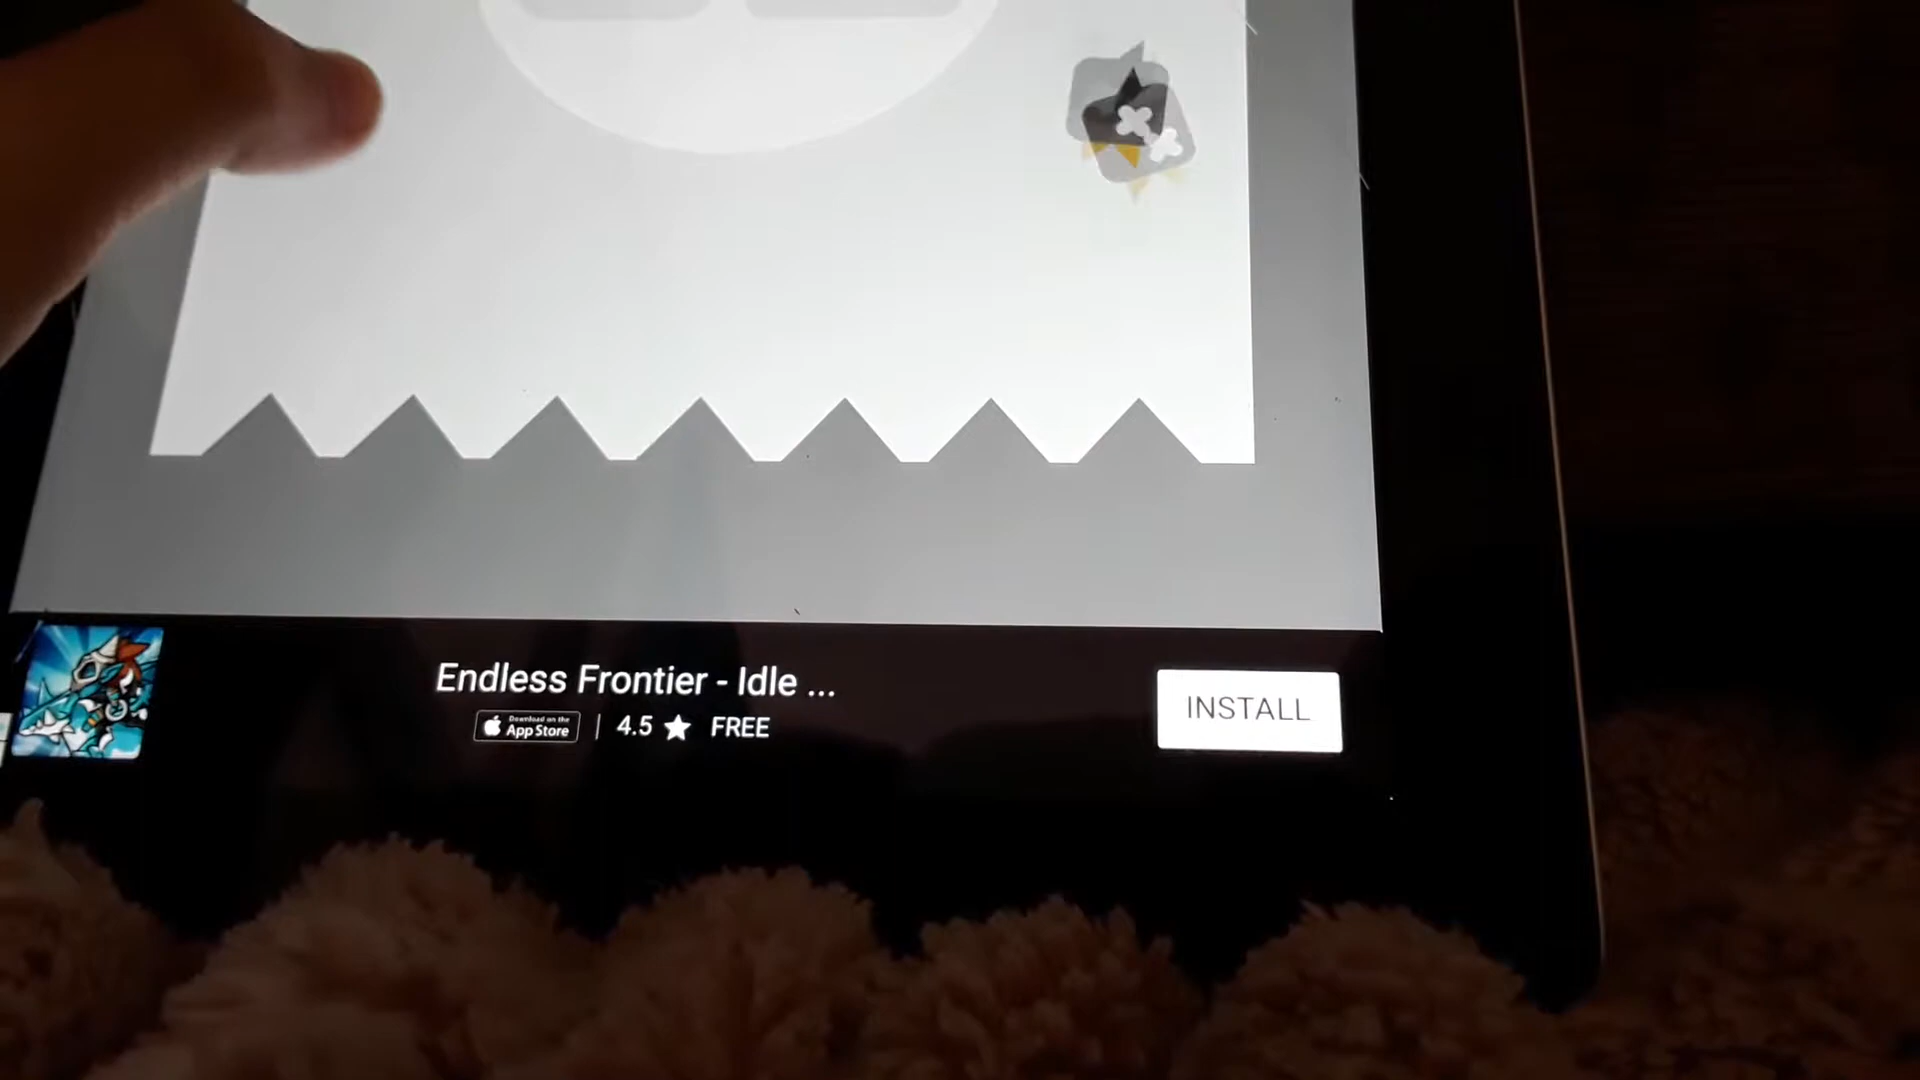 Endless Frontier - Idle ...
Download on the
App Store | 4.5 ★ FREE
INSTALL